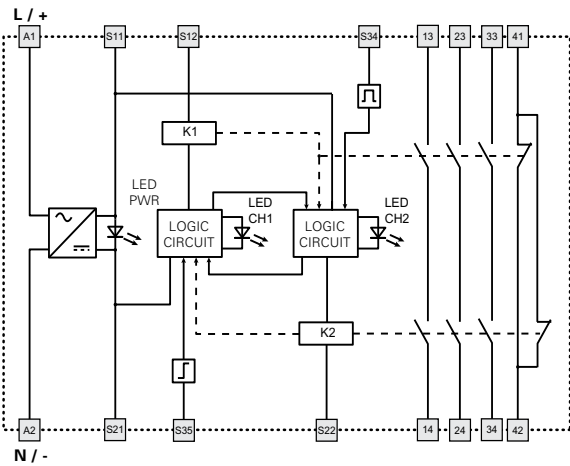 L / +
A1 S11 S12 S34 13 23 33 41
K1
LED
PWR
LED
CH1
LED
CH2
LOGIC
CIRCUIT
LOGIC
CIRCUIT
K2
A2 S21 S35 S22 14 24 34 42
N / -